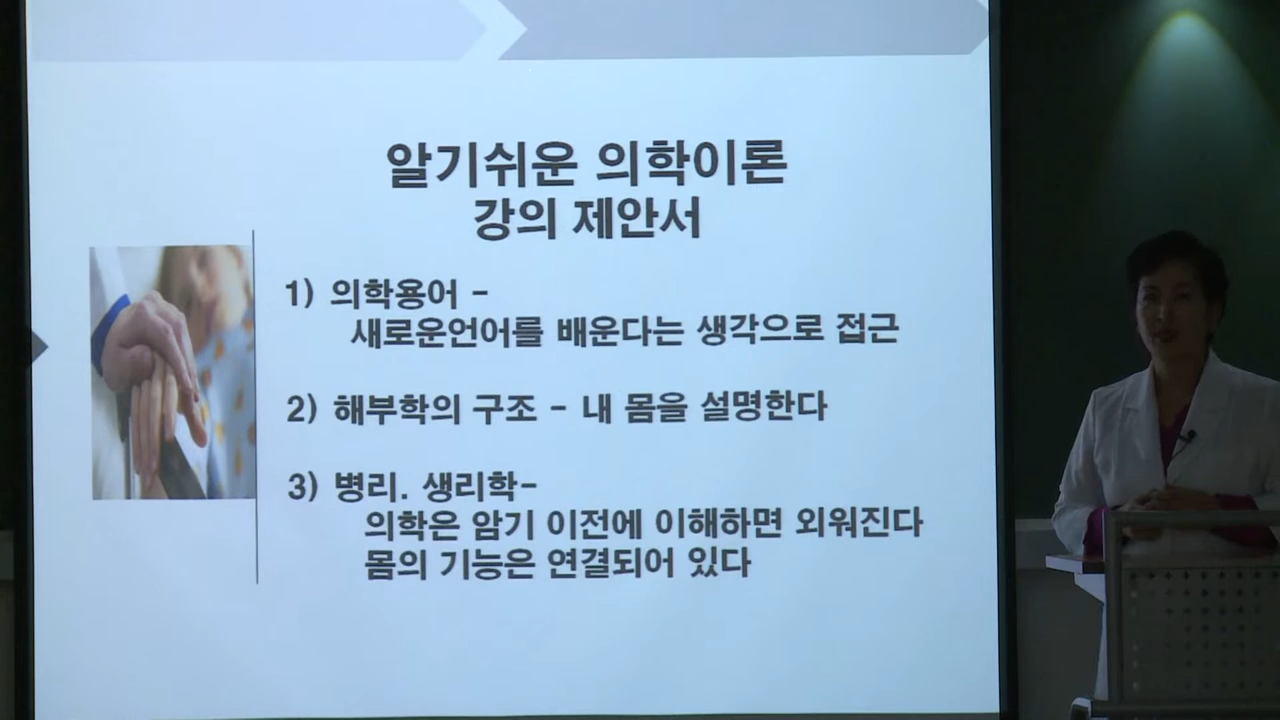 알기쉬운 의학이론
강의 제안서
1) 의학용어 -
새로운언어를 배운다는 생각으로 접근
2) 해부학의 구조 - 내 몸을 설명한다
3) 병리. 생리학-
의학은 암기 이전에 이해하면 외워진다
몸의 기능은 연결되어 있다